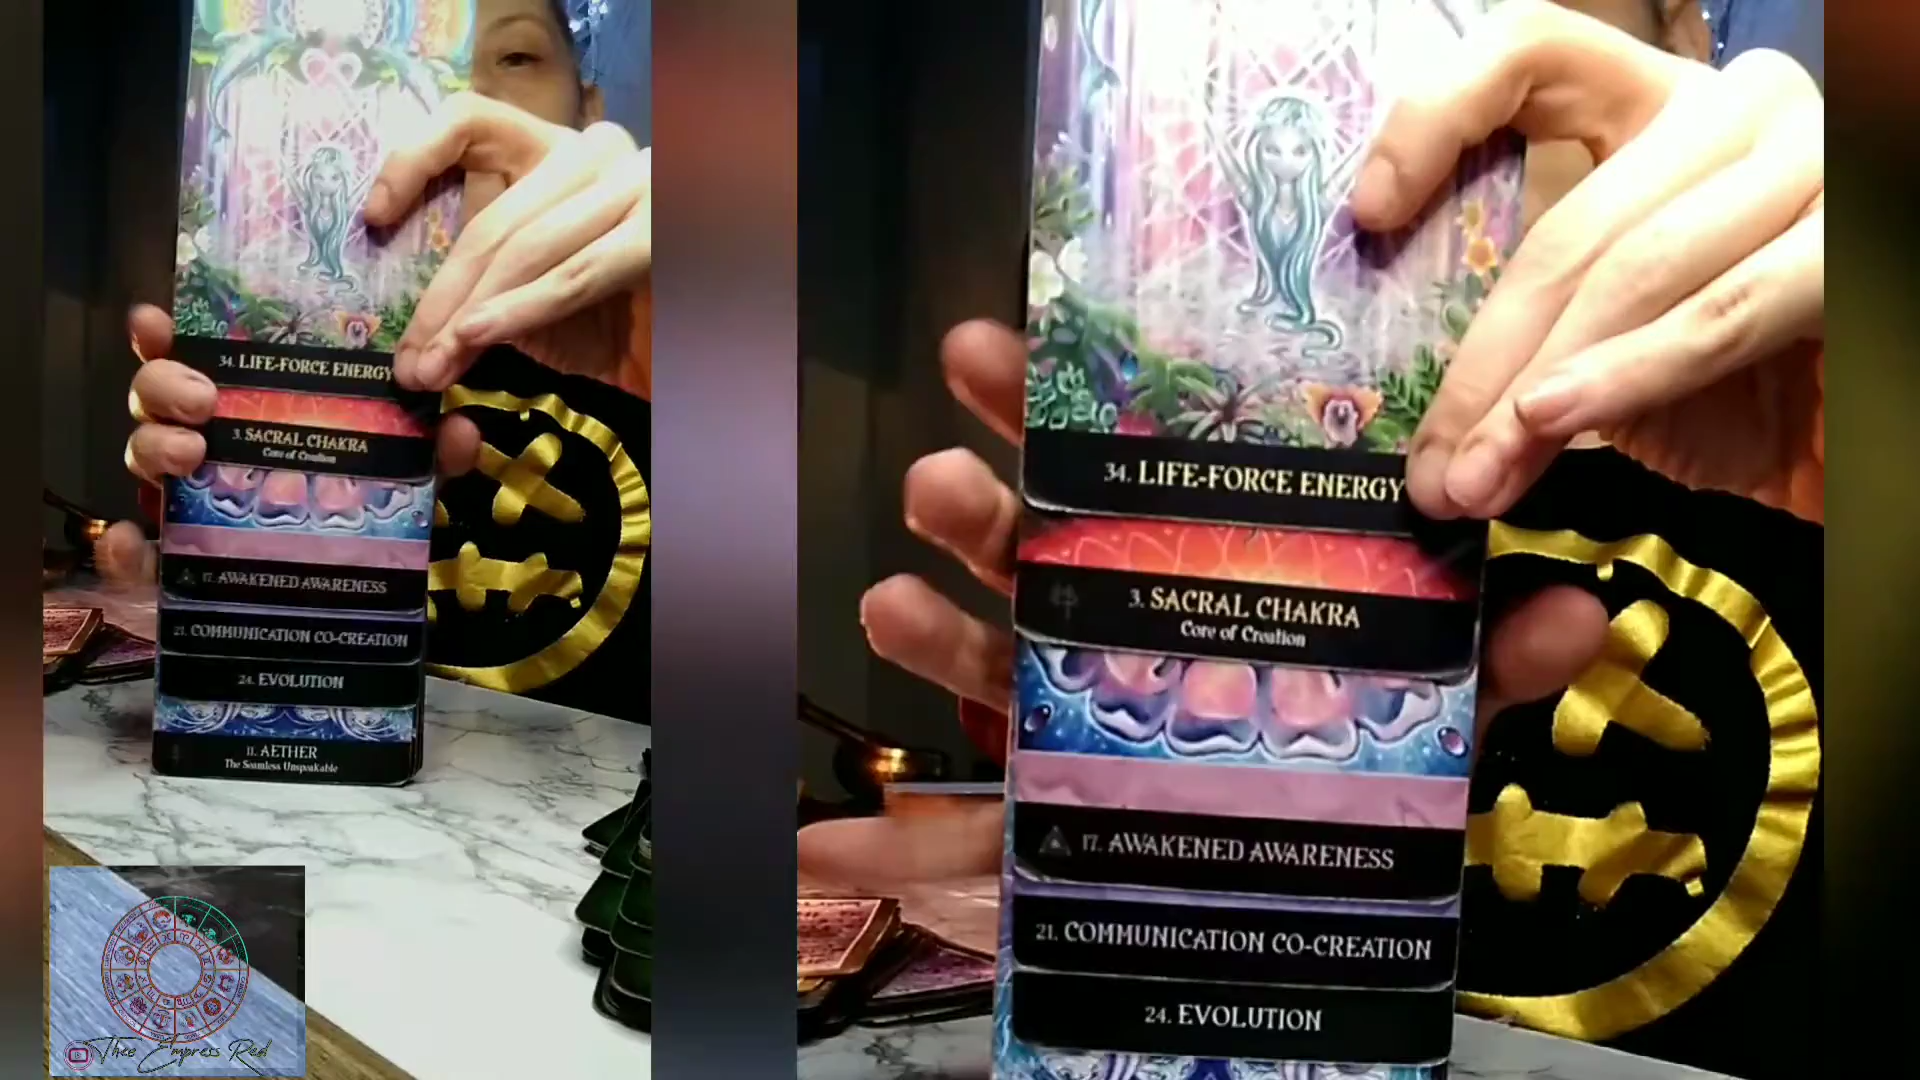 34. LIFE-FORCE ENERGY
3. SACRAL CHAKRA
Core of Creation
17. AWAKENED AWARENESS
21. COMMUNICATION CO-CREATION
24. EVOLUTION
11. AETHER
The Seamless Unspeakable
Thee Empress Red
34. LIFE-FORCE ENERGY
3. SACRAL CHAKRA
Core of Creation
17. AWAKENED AWARENESS
21. COMMUNICATION CO-CREATION
24. EVOLUTION